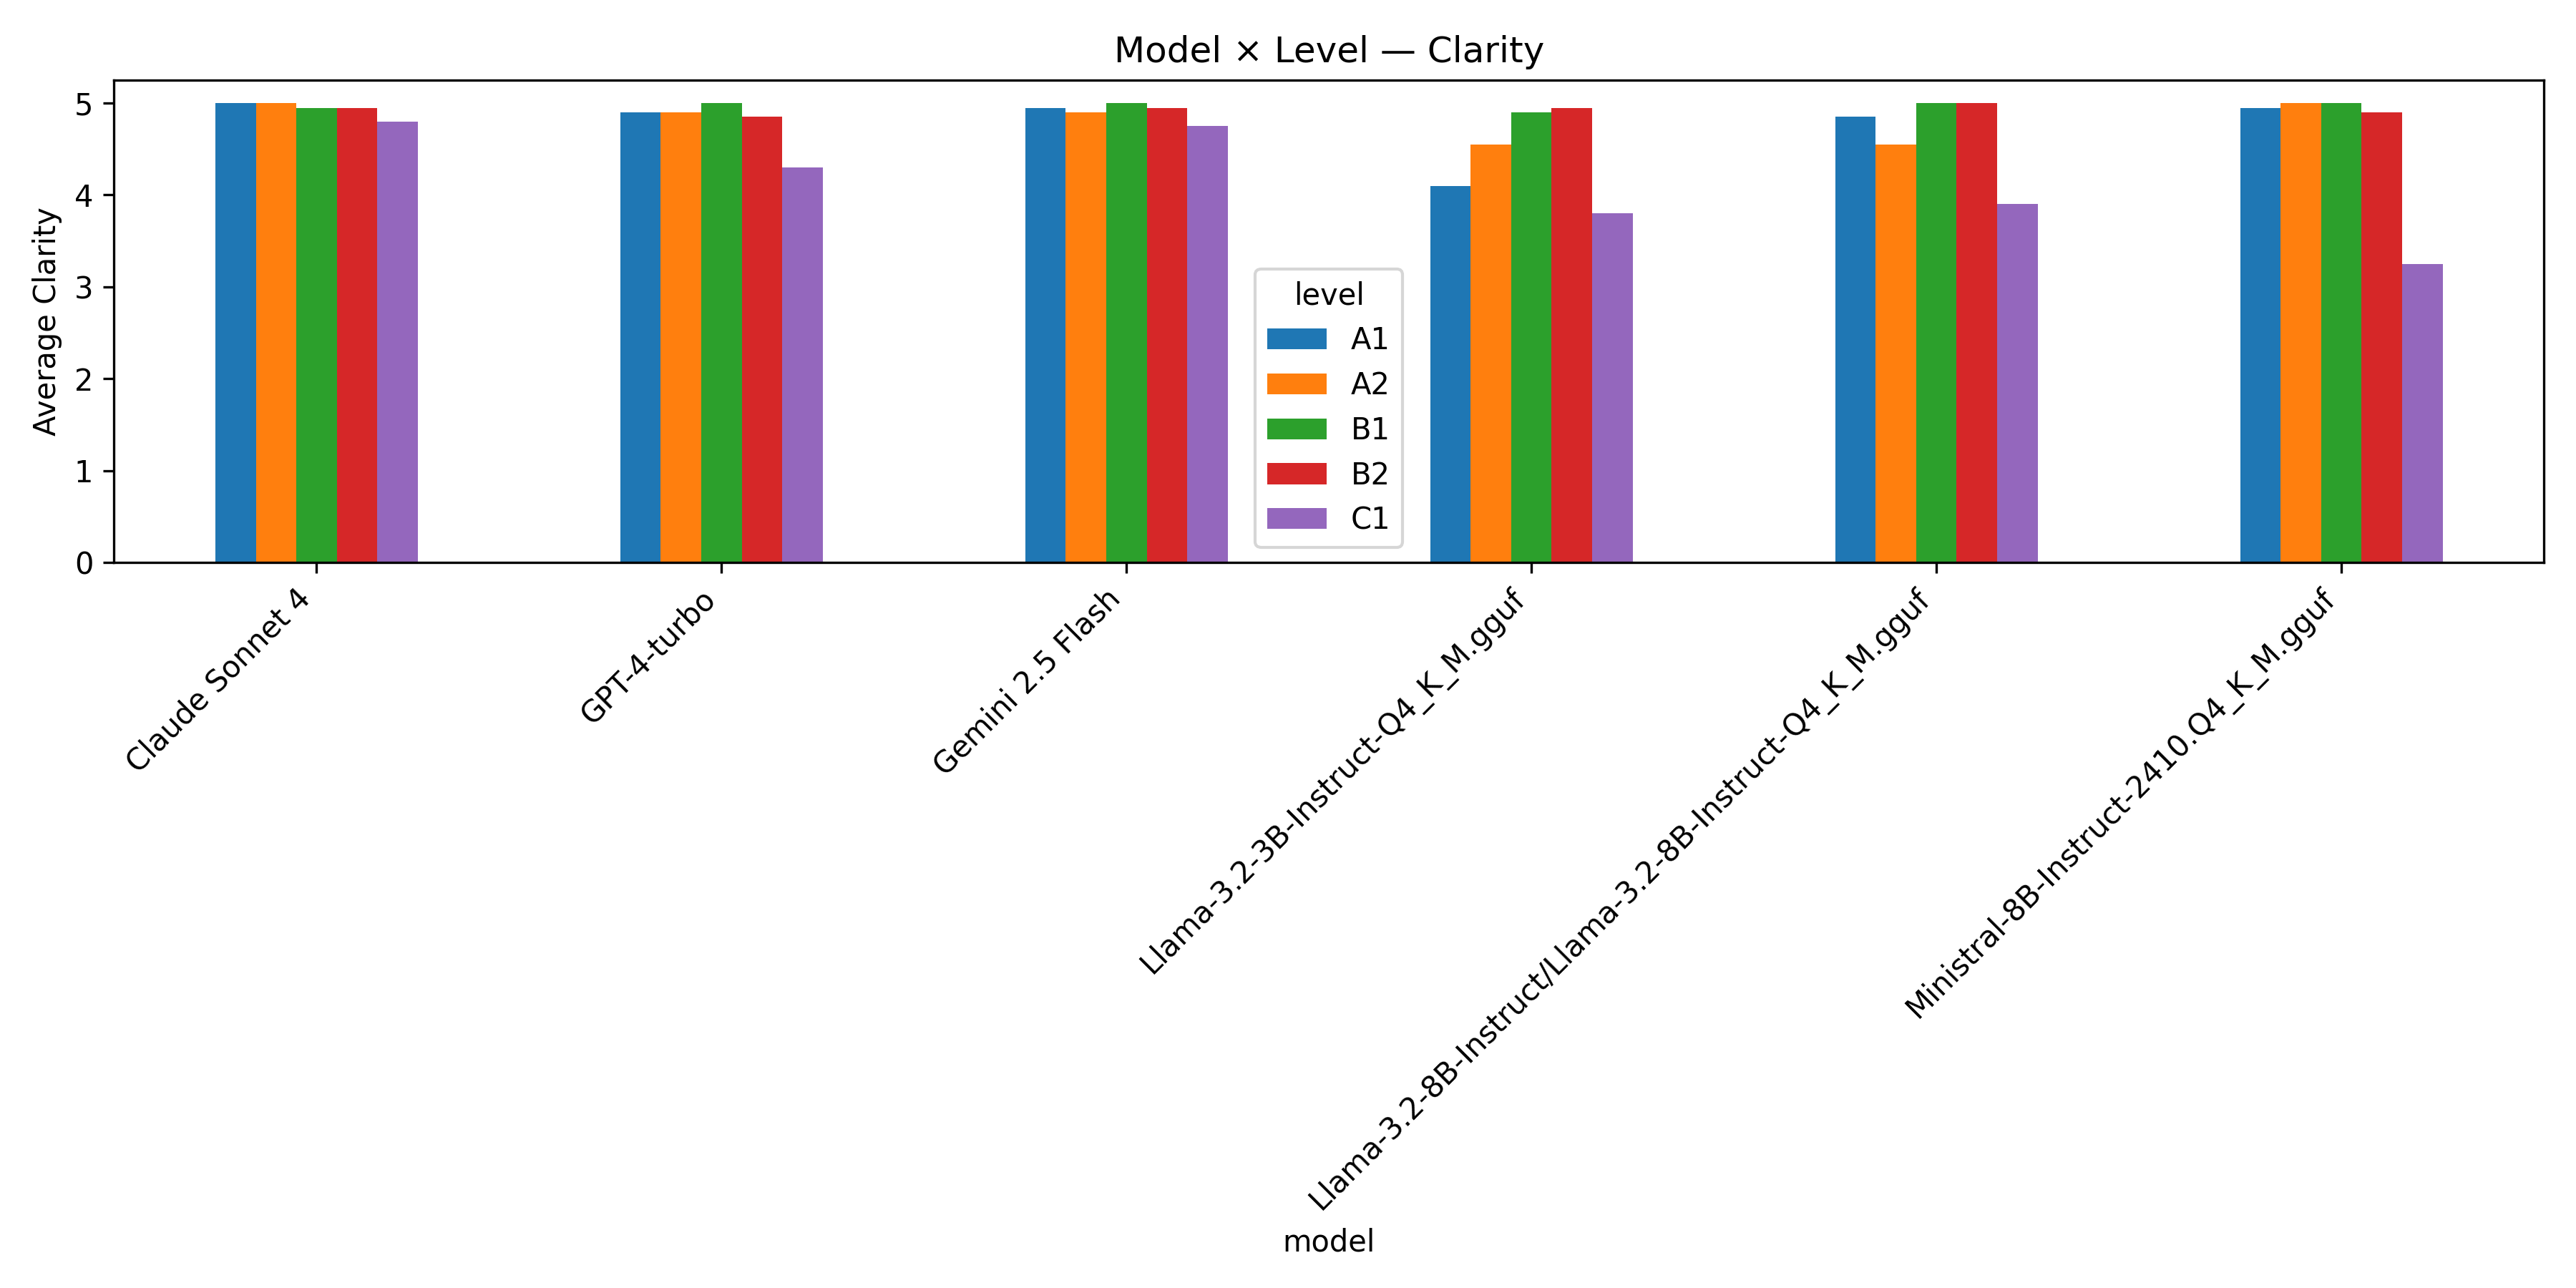 Model × Level — Clarity
Average Clarity
5
4
3
2
1
0
level
A1
A2
B1
B2
C1
Claude Sonnet 4
GPT-4-turbo
Gemini 2.5 Flash
Llama-3.2-3B-Instruct-Q4_K_M.gguf
Llama-3.2-8B-Instruct/Llama-3.2-8B-Instruct-Q4_K_M.gguf
Ministral-8B-Instruct-2410.Q4_K_M.gguf
model